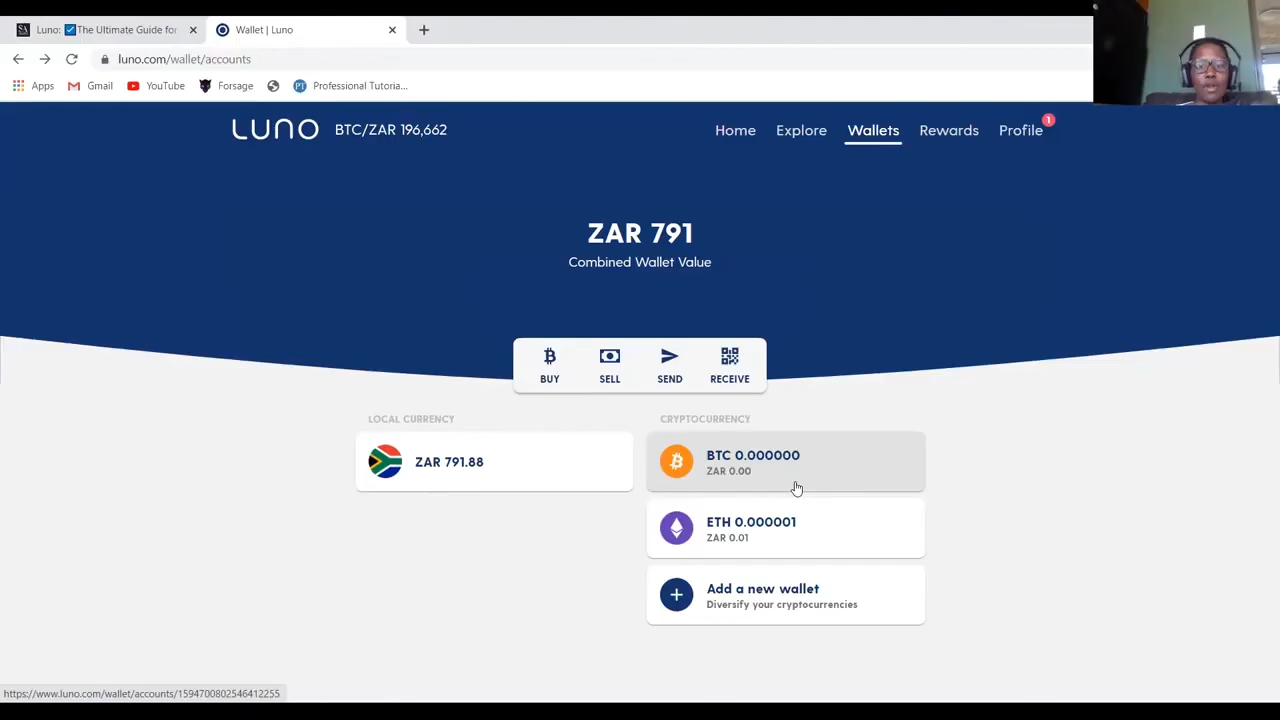 Luno: ☑The Ultimate Guide for
Wallet | Luno
luno.com/wallet/accounts
Apps
Gmail
YouTube
Forsage
Professional Tutoria...
LUNO
BTC/ZAR 196,662
Home
Explore
Wallets
Rewards
Profile
1
ZAR 791
Combined Wallet Value
BUY
SELL
SEND
RECEIVE
LOCAL CURRENCY
ZAR 791.88
CRYPTOCURRENCY
BTC 0.000000
ZAR 0.00
ETH 0.000001
ZAR 0.01
Add a new wallet
Diversify your cryptocurrencies
https://www.luno.com/wallet/accounts/1594700802546412255